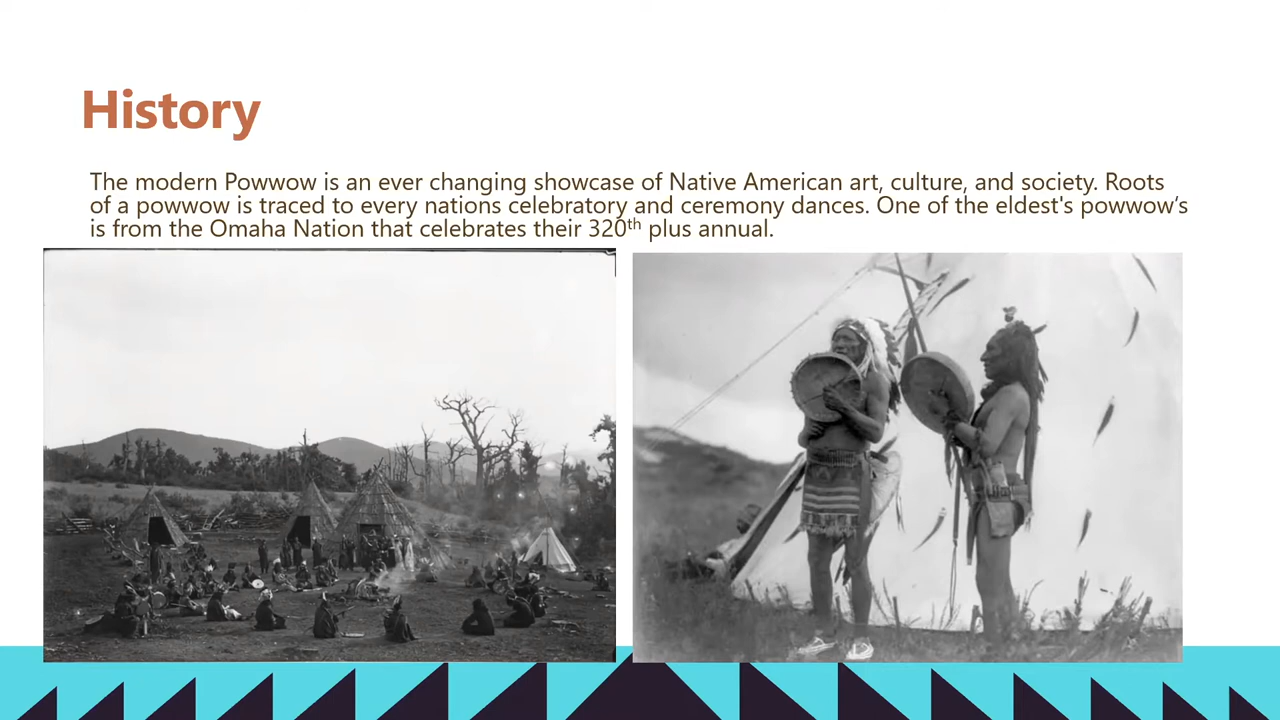 History
The modern Powwow is an ever changing showcase of Native American art, culture, and society. Roots
of a powwow is traced to every nations celebratory and ceremony dances. One of the eldest's powwow’s
is from the Omaha Nation that celebrates their 320th plus annual.